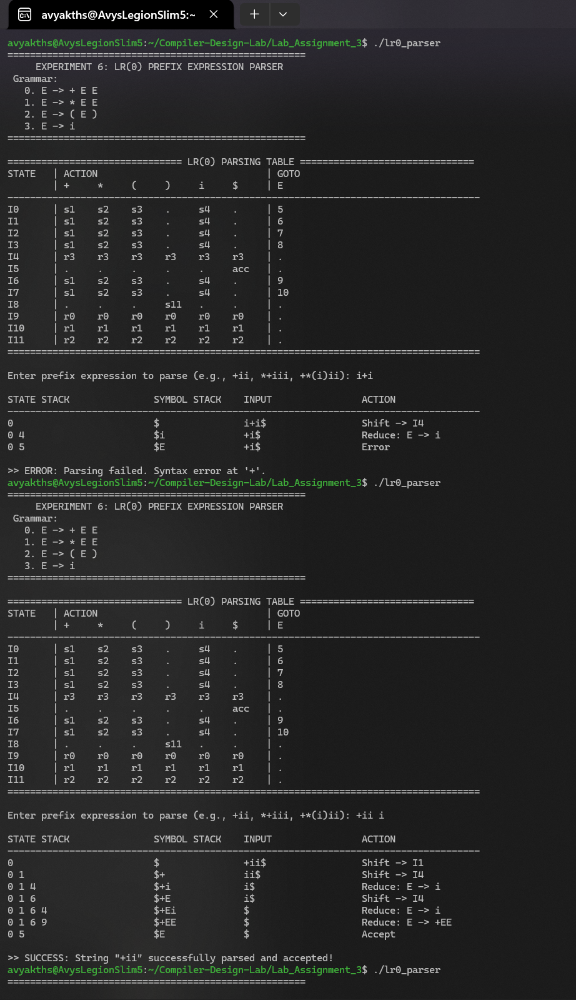 avyakths@AvysLegionSlim5:~
avyakths@AvysLegionSlim5:~/Compiler-Design-Lab/Lab_Assignment_3$ ./lr0_parser
=====================================================
     EXPERIMENT 6: LR(0) PREFIX EXPRESSION PARSER
 Grammar:
   0. E -> + E E
   1. E -> * E E
   2. E -> ( E )
   3. E -> i
=====================================================
=============================== LR(0) PARSING TABLE ===============================
STATE   | ACTION                              | GOTO
        | +     *     (     )     i     $     | E
------------------------------------------------------------------------------------
I0      | s1    s2    s3    .     s4    .     | 5
I1      | s1    s2    s3    .     s4    .     | 6
I2      | s1    s2    s3    .     s4    .     | 7
I3      | s1    s2    s3    .     s4    .     | 8
I4      | r3    r3    r3    r3    r3    r3    | .
I5      | .     .     .     .     .     acc   | .
I6      | s1    s2    s3    .     s4    .     | 9
I7      | s1    s2    s3    .     s4    .     | 10
I8      | .     .     .     s11   .     .     | .
I9      | r0    r0    r0    r0    r0    r0    | .
I10     | r1    r1    r1    r1    r1    r1    | .
I11     | r2    r2    r2    r2    r2    r2    | .
====================================================================================
Enter prefix expression to parse (e.g., +ii, *+iii, +*(i)ii): i+i
STATE STACK               SYMBOL STACK    INPUT                ACTION
------------------------------------------------------------------------------------
0                         $               i+i$                 Shift -> I4
0 4                       $i              +i$                  Reduce: E -> i
0 5                       $E              +i$                  Error
>> ERROR: Parsing failed. Syntax error at '+'.
avyakths@AvysLegionSlim5:~/Compiler-Design-Lab/Lab_Assignment_3$ ./lr0_parser
=====================================================
     EXPERIMENT 6: LR(0) PREFIX EXPRESSION PARSER
 Grammar:
   0. E -> + E E
   1. E -> * E E
   2. E -> ( E )
   3. E -> i
=====================================================
=============================== LR(0) PARSING TABLE ===============================
STATE   | ACTION                              | GOTO
        | +     *     (     )     i     $     | E
------------------------------------------------------------------------------------
I0      | s1    s2    s3    .     s4    .     | 5
I1      | s1    s2    s3    .     s4    .     | 6
I2      | s1    s2    s3    .     s4    .     | 7
I3      | s1    s2    s3    .     s4    .     | 8
I4      | r3    r3    r3    r3    r3    r3    | .
I5      | .     .     .     .     .     acc   | .
I6      | s1    s2    s3    .     s4    .     | 9
I7      | s1    s2    s3    .     s4    .     | 10
I8      | .     .     .     s11   .     .     | .
I9      | r0    r0    r0    r0    r0    r0    | .
I10     | r1    r1    r1    r1    r1    r1    | .
I11     | r2    r2    r2    r2    r2    r2    | .
====================================================================================
Enter prefix expression to parse (e.g., +ii, *+iii, +*(i)ii): +ii i
STATE STACK               SYMBOL STACK    INPUT                ACTION
------------------------------------------------------------------------------------
0                         $               +ii$                 Shift -> I1
0 1                       $+              ii$                  Shift -> I4
0 1 4                     $+i             i$                   Reduce: E -> i
0 1 6                     $+E             i$                   Shift -> I4
0 1 6 4                   $+Ei            $                    Reduce: E -> i
0 1 6 9                   $+EE            $                    Reduce: E -> +EE
0 5                       $E              $                    Accept
>> SUCCESS: String "+ii" successfully parsed and accepted!
avyakths@AvysLegionSlim5:~/Compiler-Design-Lab/Lab_Assignment_3$ ./lr0_parser
=====================================================